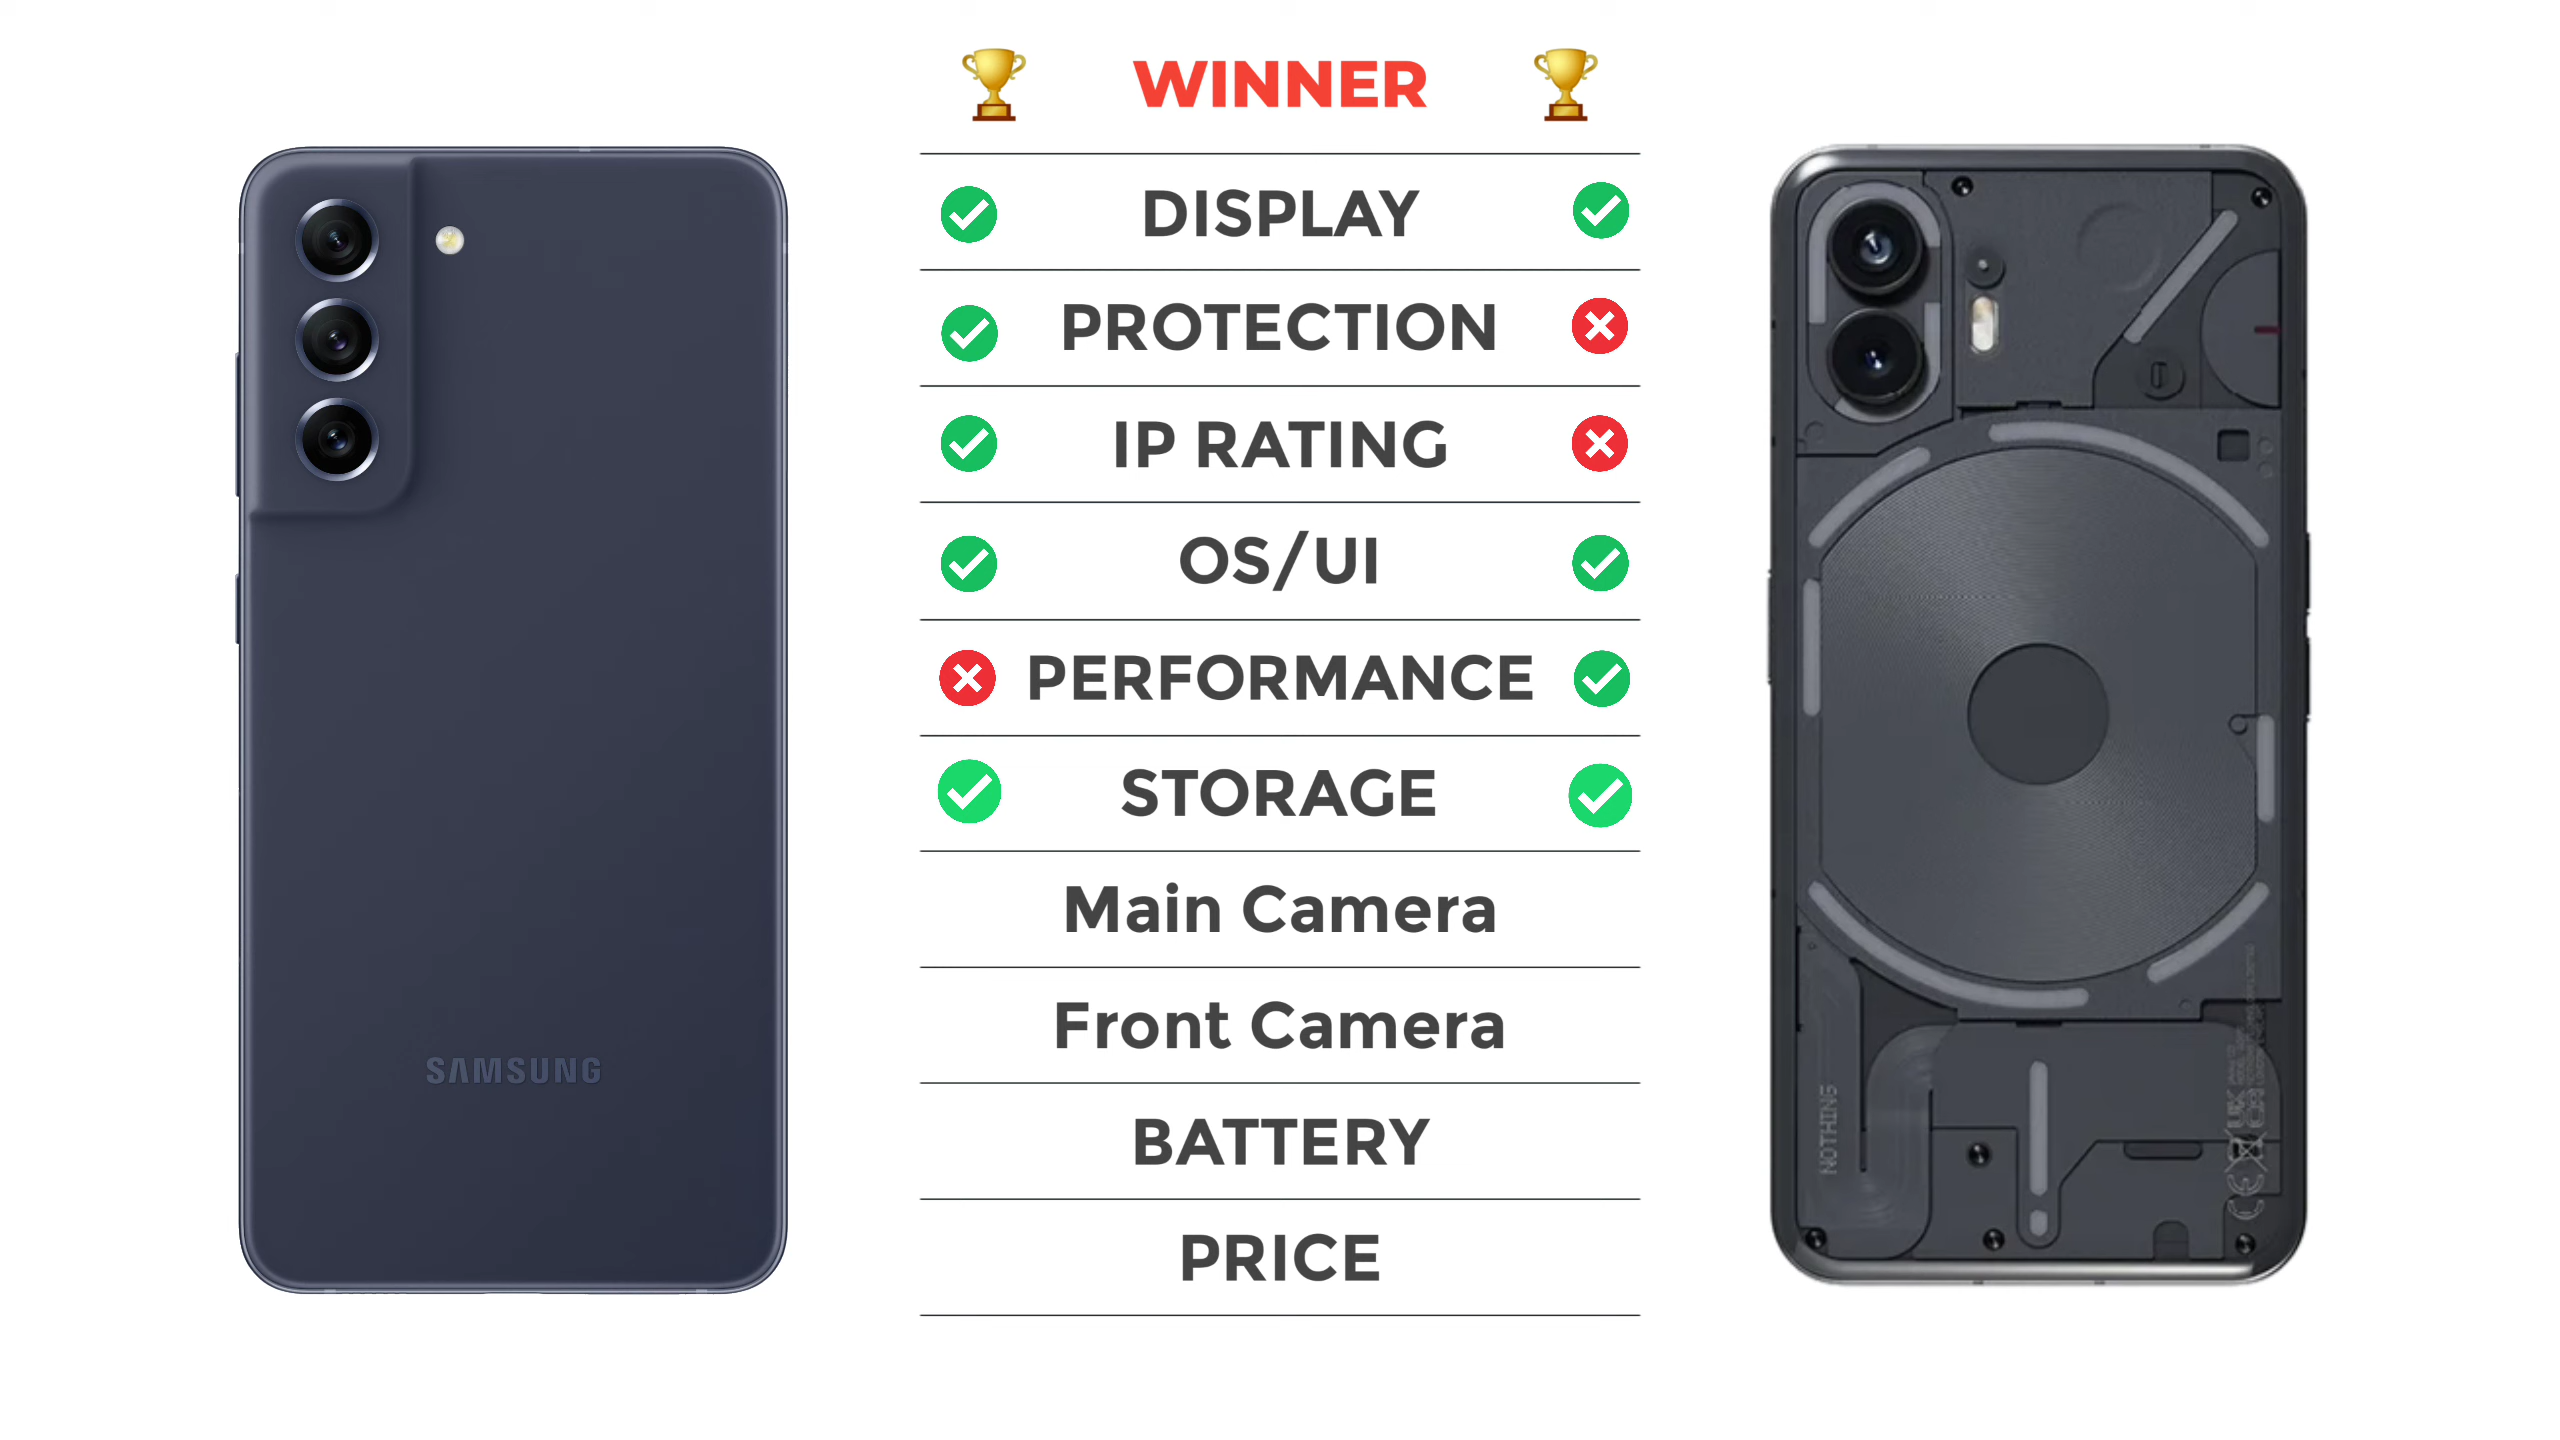 WINNER
DISPLAY
PROTECTION
IP RATING
OS/UI
PERFORMANCE
STORAGE
Main Camera
Front Camera
BATTERY
PRICE
SAMSUNG
NOTHING